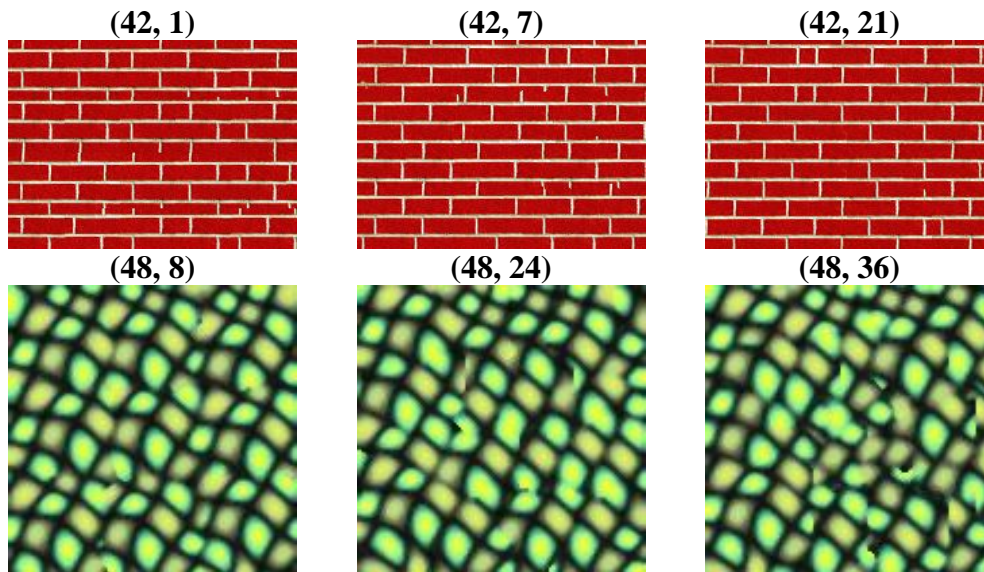 (42, 1) (42, 7) (42, 21)
(48, 8) (48, 24) (48, 36)